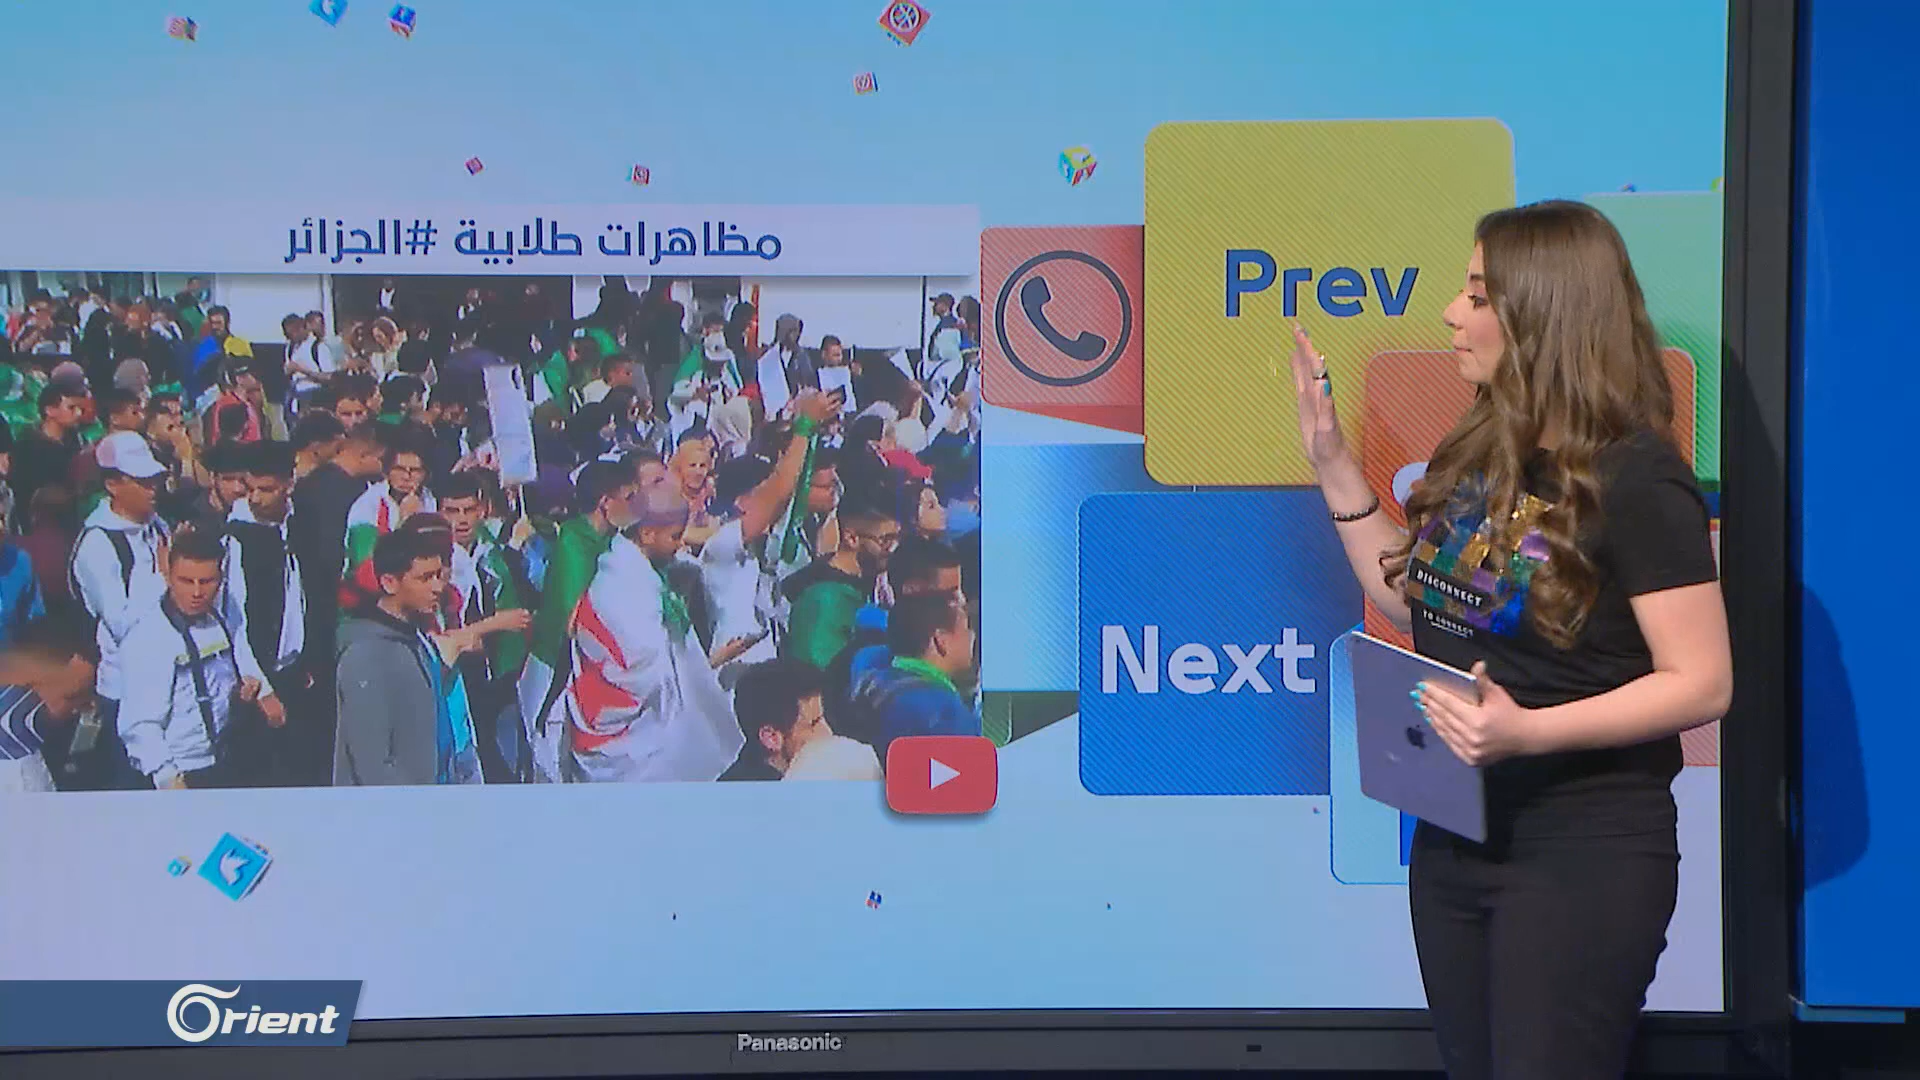 مظاهرات طلابية #الجزائر
Prev
Next
DISCONNECT
TO CONNECT
Orient
Panasonic